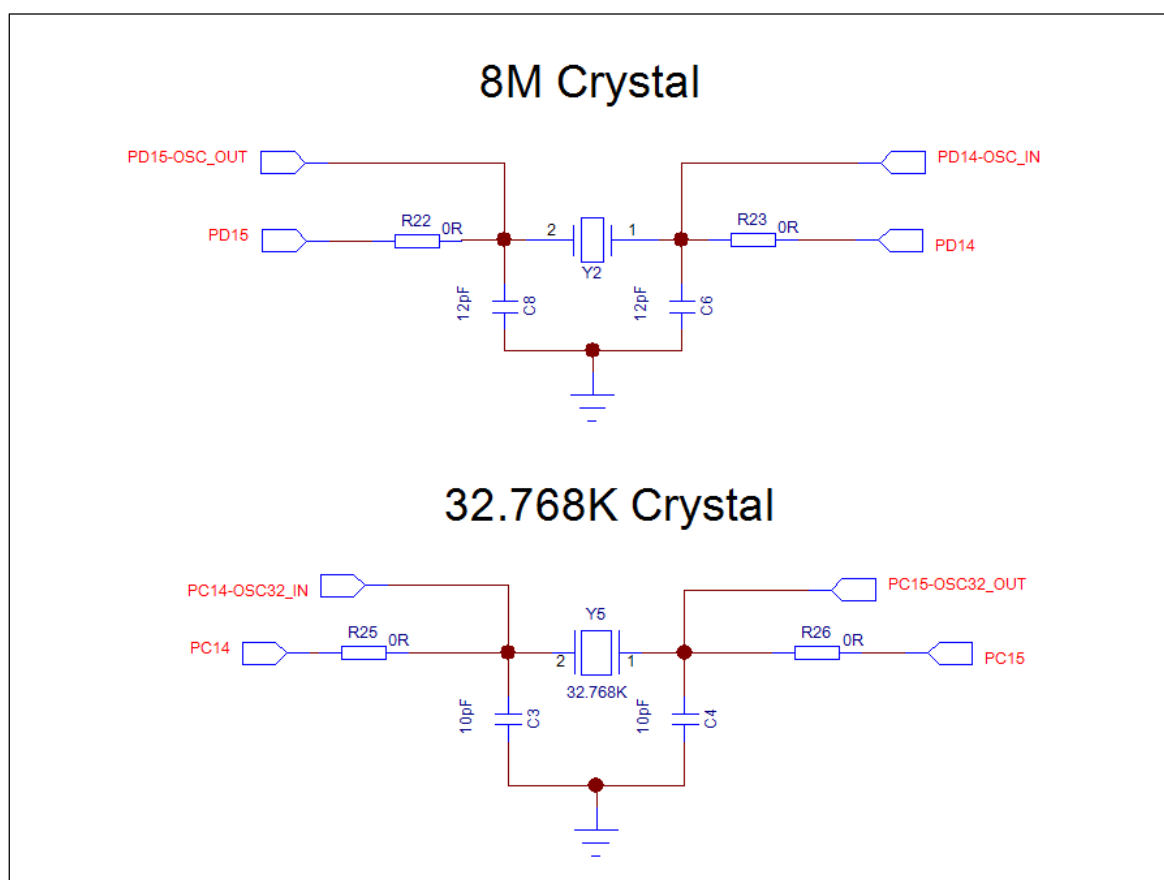 8M Crystal
PD15-OSC_OUT
PD14-OSC_IN
PD15
R22
0R
2
1
Y2
R23
0R
PD14
12pF
C8
12pF
C6
32.768K Crystal
PC14-OSC32_IN
PC15-OSC32_OUT
PC14
R25
0R
Y5
2
1
32.768K
R26
0R
PC15
10pF
C3
10pF
C4